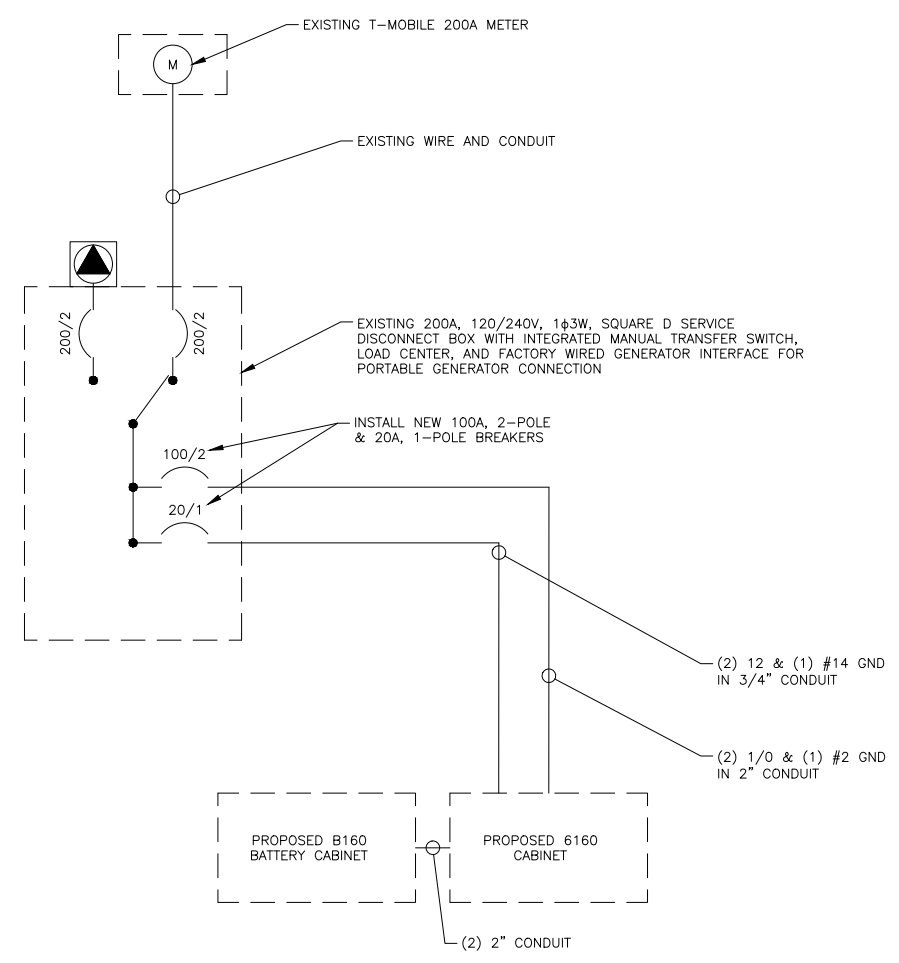 EXISTING T-MOBILE 200A METER
M
EXISTING WIRE AND CONDUIT
200/2
200/2
EXISTING 200A, 120/240V, 1ϕ3W, SQUARE D SERVICE
DISCONNECT BOX WITH INTEGRATED MANUAL TRANSFER SWITCH,
LOAD CENTER, AND FACTORY WIRED GENERATOR INTERFACE FOR
PORTABLE GENERATOR CONNECTION
INSTALL NEW 100A, 2-POLE
& 20A, 1-POLE BREAKERS
100/2
20/1
(2) 12 & (1) #14 GND
IN 3/4" CONDUIT
(2) 1/0 & (1) #2 GND
IN 2" CONDUIT
PROPOSED B160
BATTERY CABINET
PROPOSED 6160
CABINET
(2) 2" CONDUIT